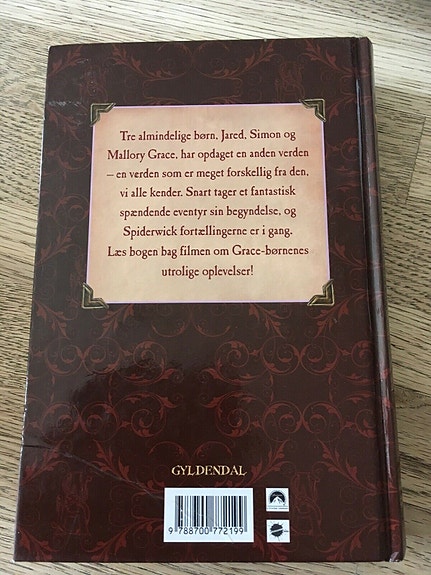 Tre almindelige børn, Jared, Simon og
Mallory Grace, har opdaget en anden verden
– en verden som er meget forskellig fra den,
vi alle kender. Snart tager et fantastisk
spændende eventyr sin begyndelse, og
Spiderwick fortællingerne er i gang.
Læs bogen bag filmen om Grace-børnenes
utrolige oplevelser!
GYLDENDAL
9 788700 772199